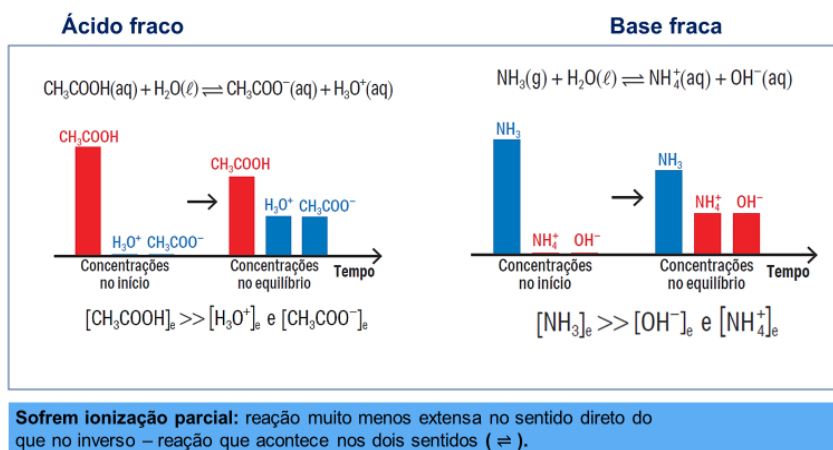 Ácido fraco
CH₃COOH(aq) + H₂O(ℓ) ⇌ CH₃COO⁻(aq) + H₃O⁺(aq)
CH₃COOH
H₃O⁺ CH₃COO⁻
CH₃COOH
H₃O⁺ CH₃COO⁻
Concentrações
no início
Concentrações
no equilíbrio
Tempo
[CH₃COOH]ₑ >> [H₃O⁺]ₑ e [CH₃COO⁻]ₑ
Base fraca
NH₃(g) + H₂O(ℓ) ⇌ NH₄⁺(aq) + OH⁻(aq)
NH₃
NH₄⁺ OH⁻
NH₃
NH₄⁺ OH⁻
Concentrações
no início
Concentrações
no equilíbrio
Tempo
[NH₃]ₑ >> [OH⁻]ₑ e [NH₄⁺]ₑ
Sofrem ionização parcial: reação muito menos extensa no sentido direto do
que no inverso – reação que acontece nos dois sentidos ( ⇌ ).